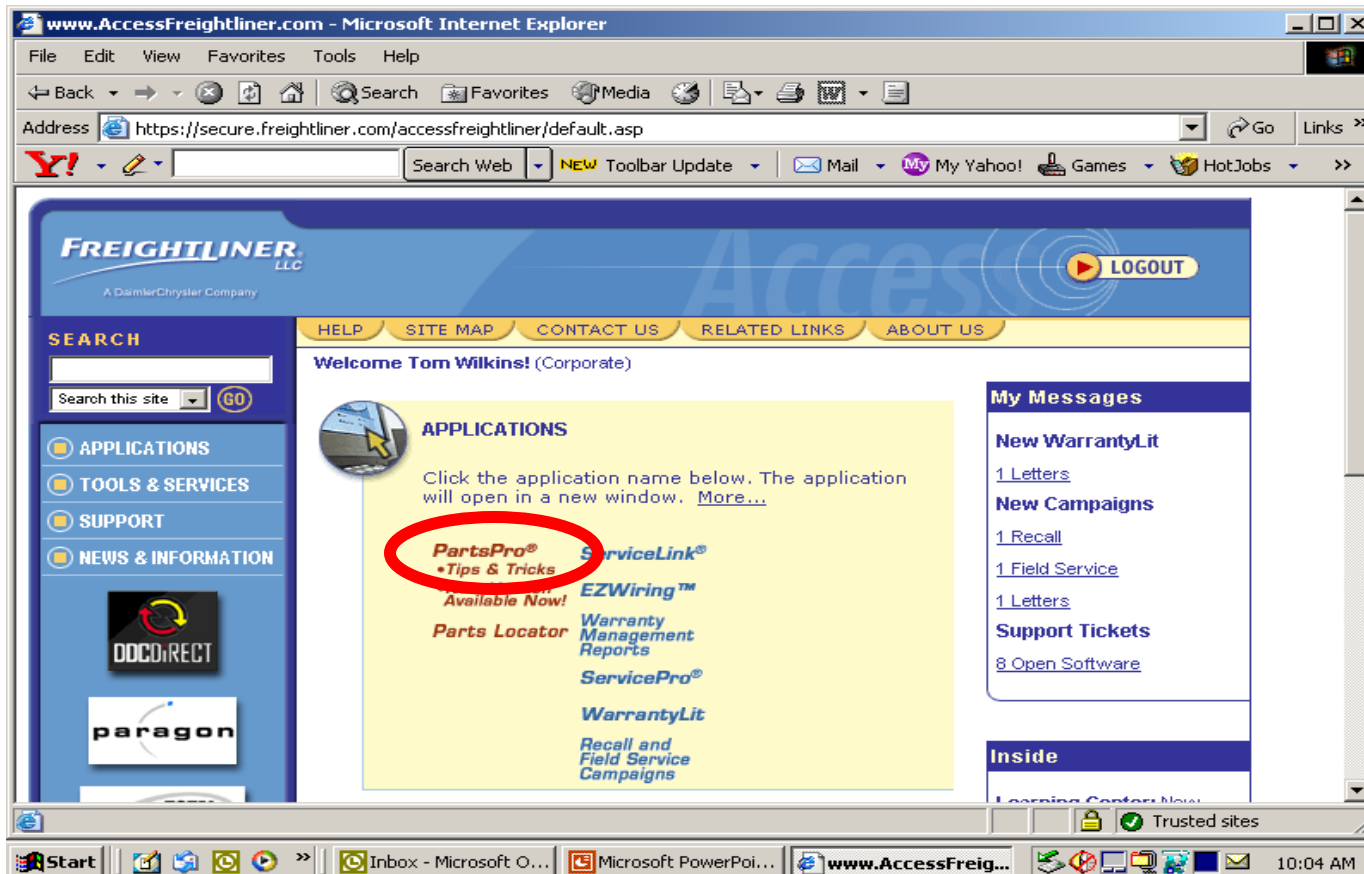 www.AccessFreightliner.com - Microsoft Internet Explorer
File Edit View Favorites Tools Help
Back Search Favorites Media
Address https://secure.freightliner.com/accessfreightliner/default.asp Go Links »
Y! Search Web NEW Toolbar Update Mail My My Yahoo! Games HotJobs »
FREIGHTLINER LLC
A DaimlerChrysler Company
Access
LOGOUT
HELP SITE MAP CONTACT US RELATED LINKS ABOUT US
SEARCH
Search this site GO
APPLICATIONS
TOOLS & SERVICES
SUPPORT
NEWS & INFORMATION
DDCDiRECT
paragon
Welcome Tom Wilkins! (Corporate)
APPLICATIONS
Click the application name below. The application
will open in a new window. More...
PartsPro®
•Tips & Tricks
Available Now!
Parts Locator
ServiceLink®
EZWiring™
Warranty
Management
Reports
ServicePro®
WarrantyLit
Recall and
Field Service
Campaigns
My Messages
New WarrantyLit
1 Letters
New Campaigns
1 Recall
1 Field Service
1 Letters
Support Tickets
8 Open Software
Inside
Learning Center: New
Trusted sites
Start » Inbox - Microsoft O... Microsoft PowerPoi... www.AccessFreig... 10:04 AM